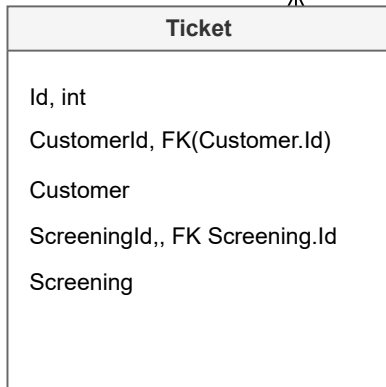 Ticket
Id, int
CustomerId, FK(Customer.Id)
Customer
ScreeningId,, FK Screening.Id
Screening